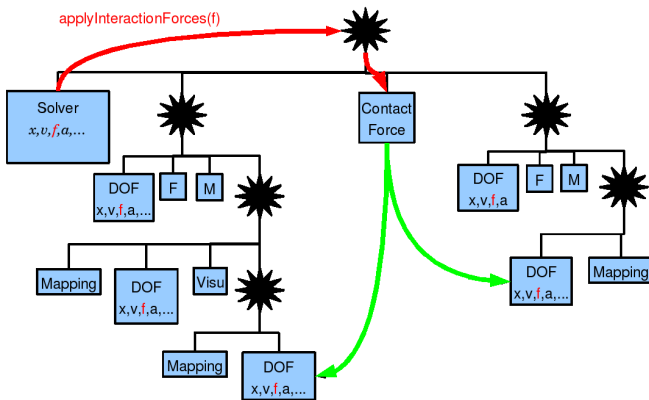 applyInteractionForces(f)
Solver
x,v,f,a,...
Contact
Force
DOF
x,v,f,a,...
F
M
DOF
x,v,f,a
F
M
Mapping
DOF
x,v,f,a,...
Visu
DOF
x,v,f,a,...
Mapping
Mapping
DOF
x,v,f,a,...